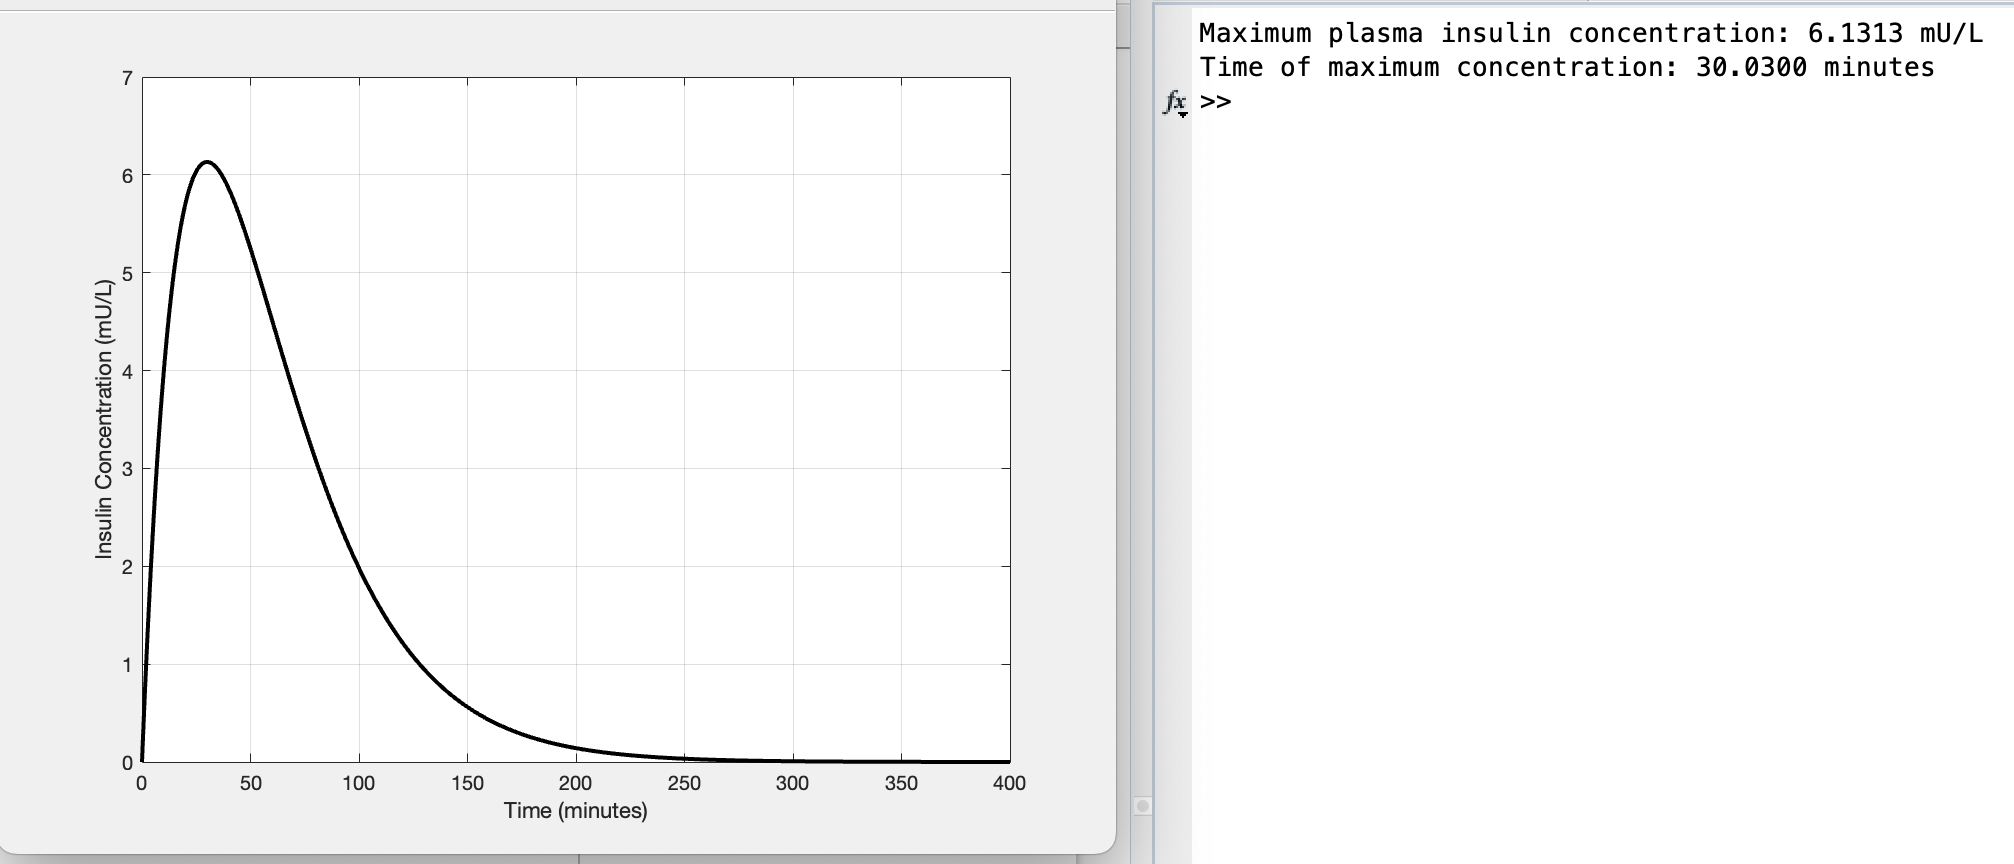 7
6
5
4
3
2
1
0
Insulin Concentration (mU/L)
0 50 100 150 200 250 300 350 400
Time (minutes)
Maximum plasma insulin concentration: 6.1313 mU/L
Time of maximum concentration: 30.0300 minutes
fx >>